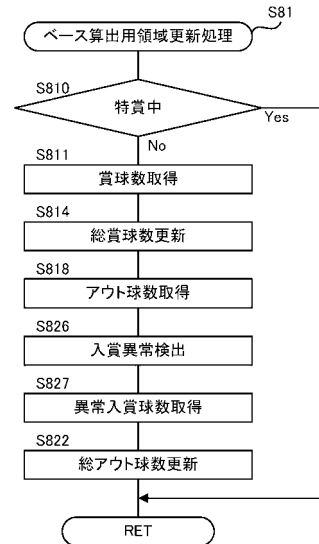 S81
ベース算出用領域更新処理
S810
特賞中
Yes
No
S811
賞球数取得
S814
総賞球数更新
S818
アウト球数取得
S826
入賞異常検出
S827
異常入賞球数取得
S822
総アウト球数更新
RET